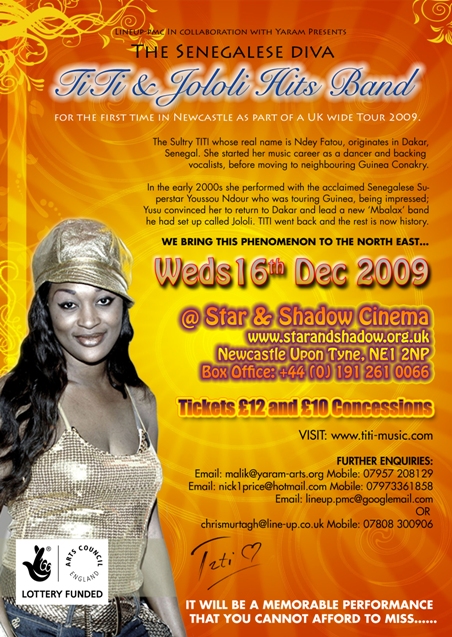 Lineup-pmc In collaboration with Yaram Presents
The Senegalese diva
TiTi & Jololi Hits Band
for the first time in Newcastle as part of a UK wide Tour 2009.
The Sultry TITI whose real name is Ndey Fatou, originates in Dakar,
Senegal. She started her music career as a dancer and backing
vocalists, before moving to neighbouring Guinea Conakry.
In the early 2000s she performed with the acclaimed Senegalese Su-
perstar Youssou Ndour who was touring Guinea, being impressed;
Yusu convinced her to return to Dakar and lead a new 'Mbalax' band
he had set up called Jololi. TITI went back and the rest is now history.
WE BRING THIS PHENOMENON TO THE NORTH EAST...
Weds16th Dec 2009
@ Star & Shadow Cinema
www.starandshadow.org.uk
Newcastle Upon Tyne, NE1 2NP
Box Office: +44 (0) 191 261 0066
Tickets £12 and £10 Concessions
VISIT: www.titi-music.com
FURTHER ENQUIRIES:
Email: malik@yaram-arts.org Mobile: 07957 208129
Email: nick1price@hotmail.com Mobile: 07973361858
Email: lineup.pmc@googlemail.com
OR
chrismurtagh@line-up.co.uk Mobile: 07808 300906
Titi
ARTS COUNCIL
ENGLAND
LOTTERY FUNDED
IT WILL BE A MEMORABLE PERFORMANCE
THAT YOU CANNOT AFFORD TO MISS......